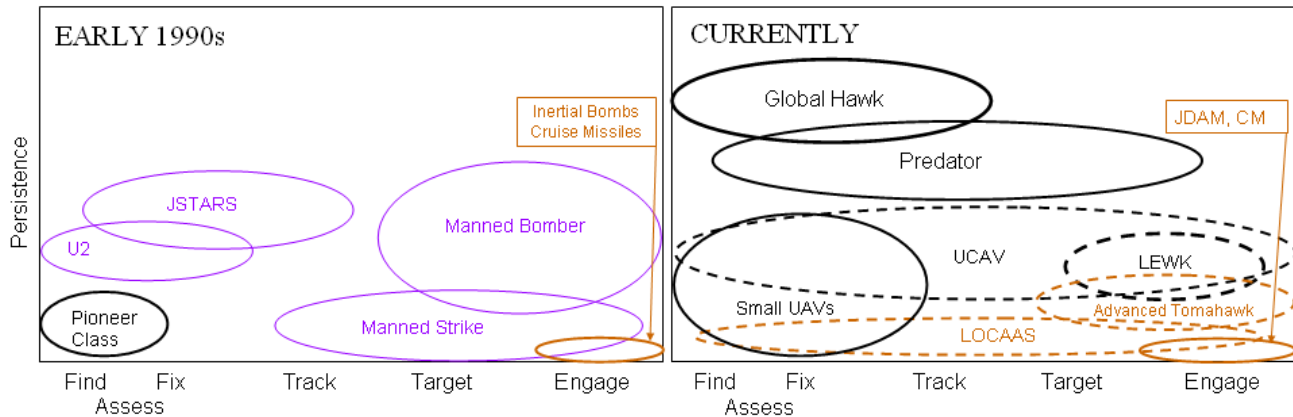 EARLY 1990s
Inertial Bombs
Cruise Missiles
JSTARS
U2
Manned Bomber
Pioneer
Class
Manned Strike
Persistence
Find
Fix
Track
Target
Engage
Assess
CURRENTLY
Global Hawk
JDAM, CM
Predator
UCAV
LEWK
Small UAVs
Advanced Tomahawk
LOCAAS
Find
Fix
Track
Target
Engage
Assess